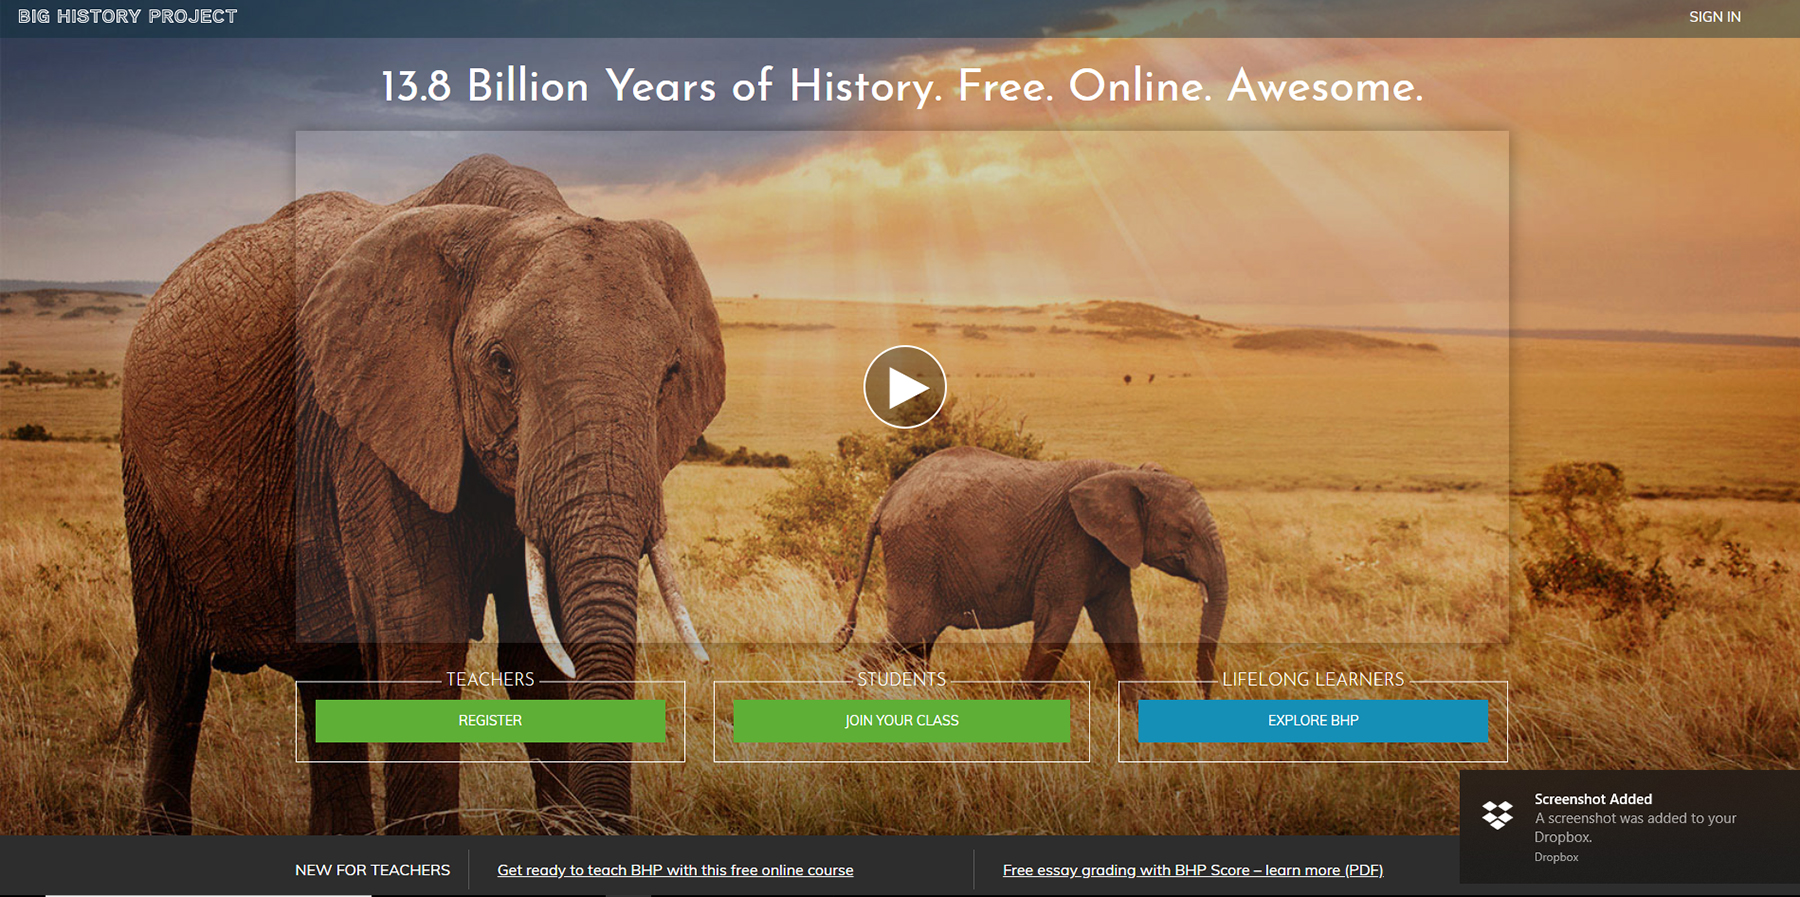 BIG HISTORY PROJECT
SIGN IN
13.8 Billion Years of History. Free. Online. Awesome.
TEACHERS
REGISTER
STUDENTS
JOIN YOUR CLASS
LIFELONG LEARNERS
EXPLORE BHP
Screenshot Added
A screenshot was added to your
Dropbox.
Dropbox
NEW FOR TEACHERS
Get ready to teach BHP with this free online course
Free essay grading with BHP Score – learn more (PDF)